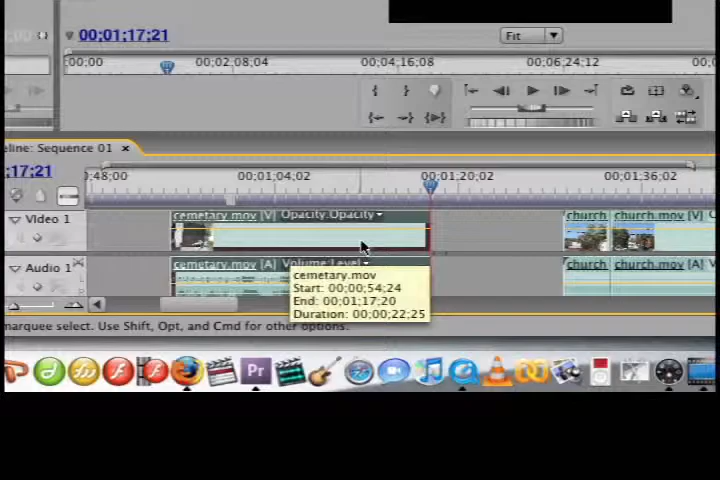 00;01;17;21
Fit
;00;00 00;02;08;04 00;04;16;08 00;06;24;12 00;0
eline: Sequence 01 ×
;17;21
;48;00 00;01;04;02 00;01;20;02 00;01;36;02
Video 1 cemetary.mov [V] Opacity:Opacity church church.mov [V]
Audio 1 cemetary.mov [A] Volume:Level church church.mov [A]
cemetary.mov
Start: 00;00;54;24
End: 00;01;17;20
Duration: 00;00;22;25
marquee select. Use Shift, Opt, and Cmd for other options.
Pr